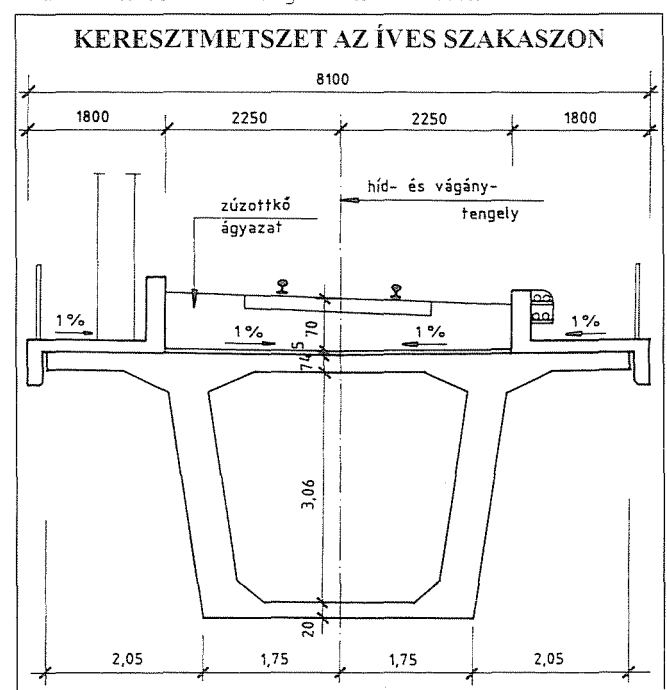 KERESZTMETSZET AZ ÍVES SZAKASZON
8100
1800 2250 2250 1800
híd- és vágány-
tengely
zúzottkő
ágyazat
1% 1% 1% 1%
70
5
3,06
20
2,05 1,75 1,75 2,05